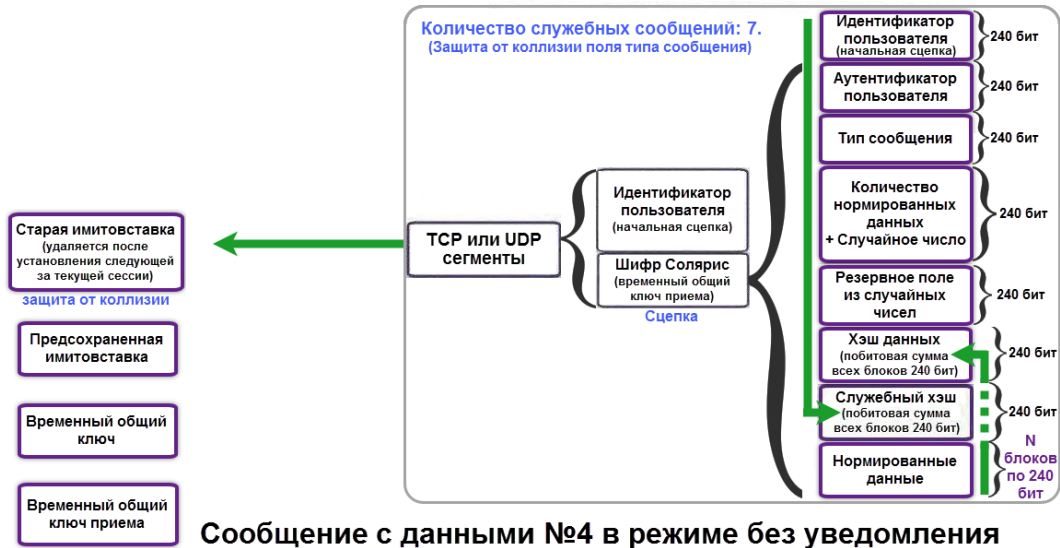 Количество служебных сообщений: 7.
(Защита от коллизии поля типа сообщения)
Идентификатор
пользователя
(начальная сцепка)
240 бит
Аутентификатор
пользователя
240 бит
Тип сообщения
240 бит
Количество
нормированных
данных
+ Случайное число
240 бит
Резервное поле
из случайных
чисел
240 бит
Хэш данных
(побитовая сумма
всех блоков 240 бит)
240 бит
Служебный хэш
(побитовая сумма
всех блоков 240 бит)
240 бит
Нормированные
данные
N
блоков
по 240
бит
Идентификатор
пользователя
(начальная сцепка)
Шифр Солярис
(временный общий
ключ приема)
Сцепка
TCP или UDP
сегменты
Старая имитовставка
(удаляется после
установления следующей
за текущей сессии)
защита от коллизии
Предсохраненная
имитовставка
Временный общий
ключ
Временный общий
ключ приема
Сообщение с данными №4 в режиме без уведомления